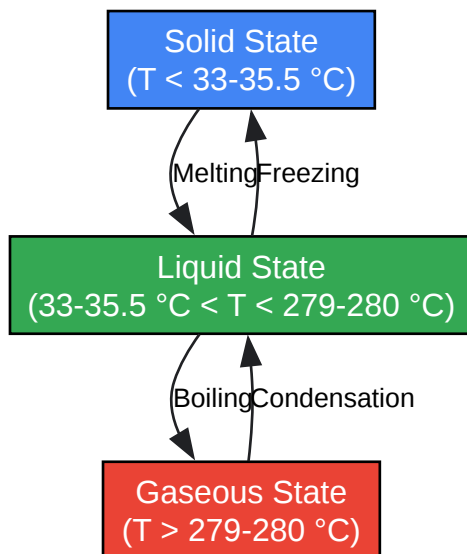 Solid State
(T < 33-35.5 °C)
Melting
Freezing
Liquid State
(33-35.5 °C < T < 279-280 °C)
Boiling
Condensation
Gaseous State
(T > 279-280 °C)